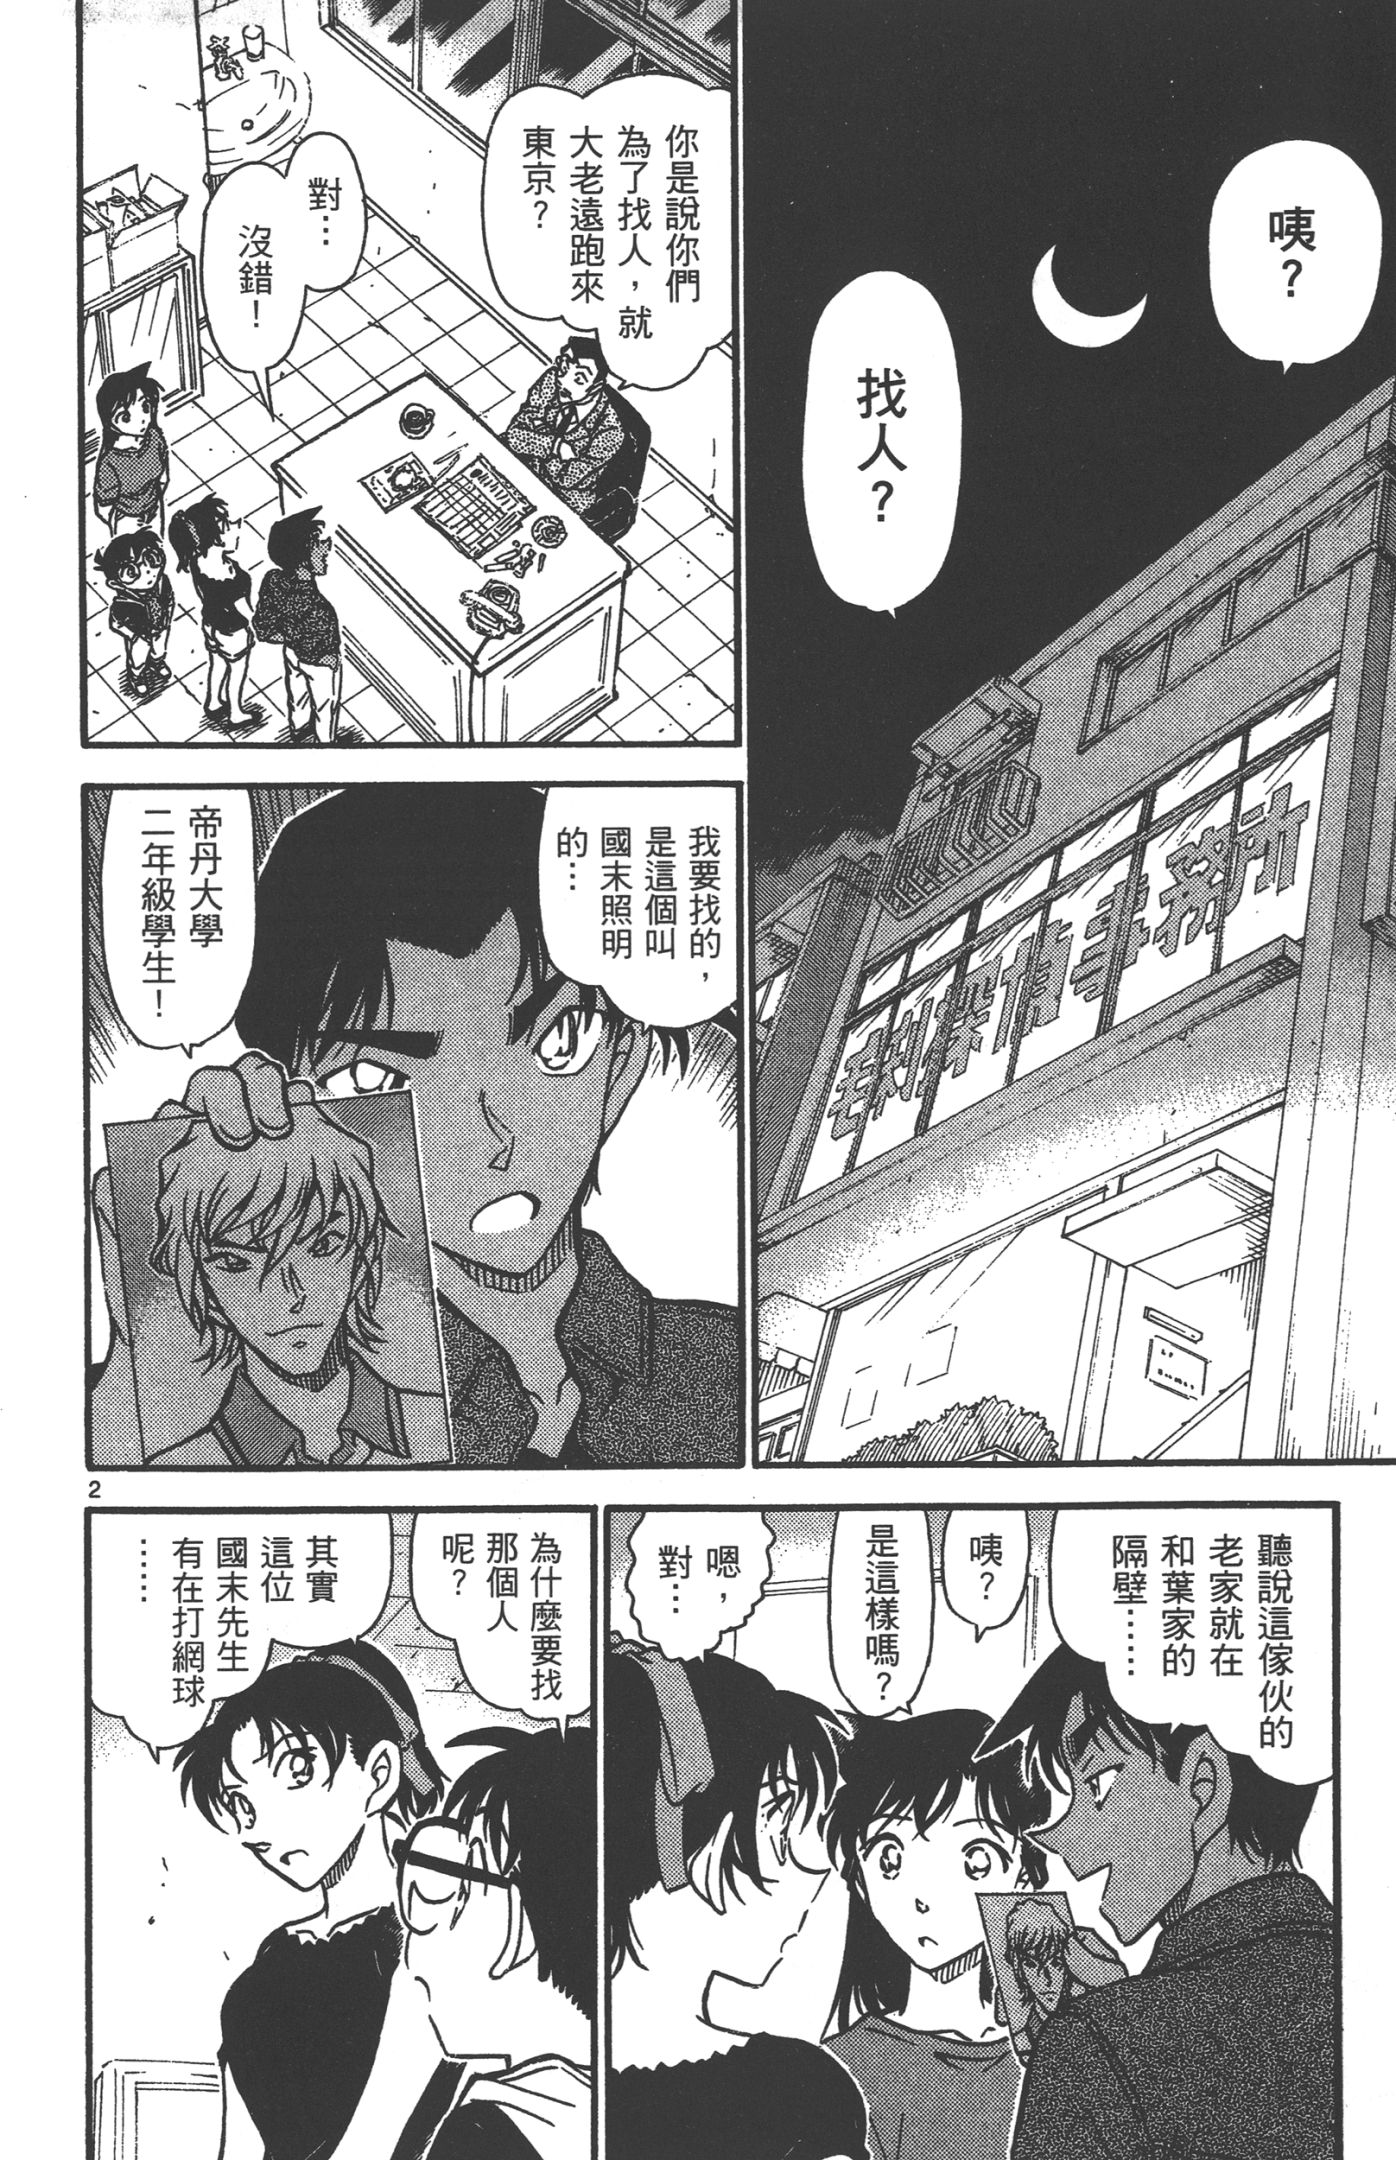 咦？
找人？
毛利偵探事務所
你是說你們
為了找人，就
大老遠跑來
東京？
對…
沒錯！
我要找的，
是這個叫
國末照明
的…
帝丹大學
二年級學生！
2
聽說這傢伙的
老家就在
和葉家的
隔壁……
咦？
是這樣嗎？
嗯，
對…
為什麼要找
那個人
呢？
其實
這位
國末先生
有在打網球
……